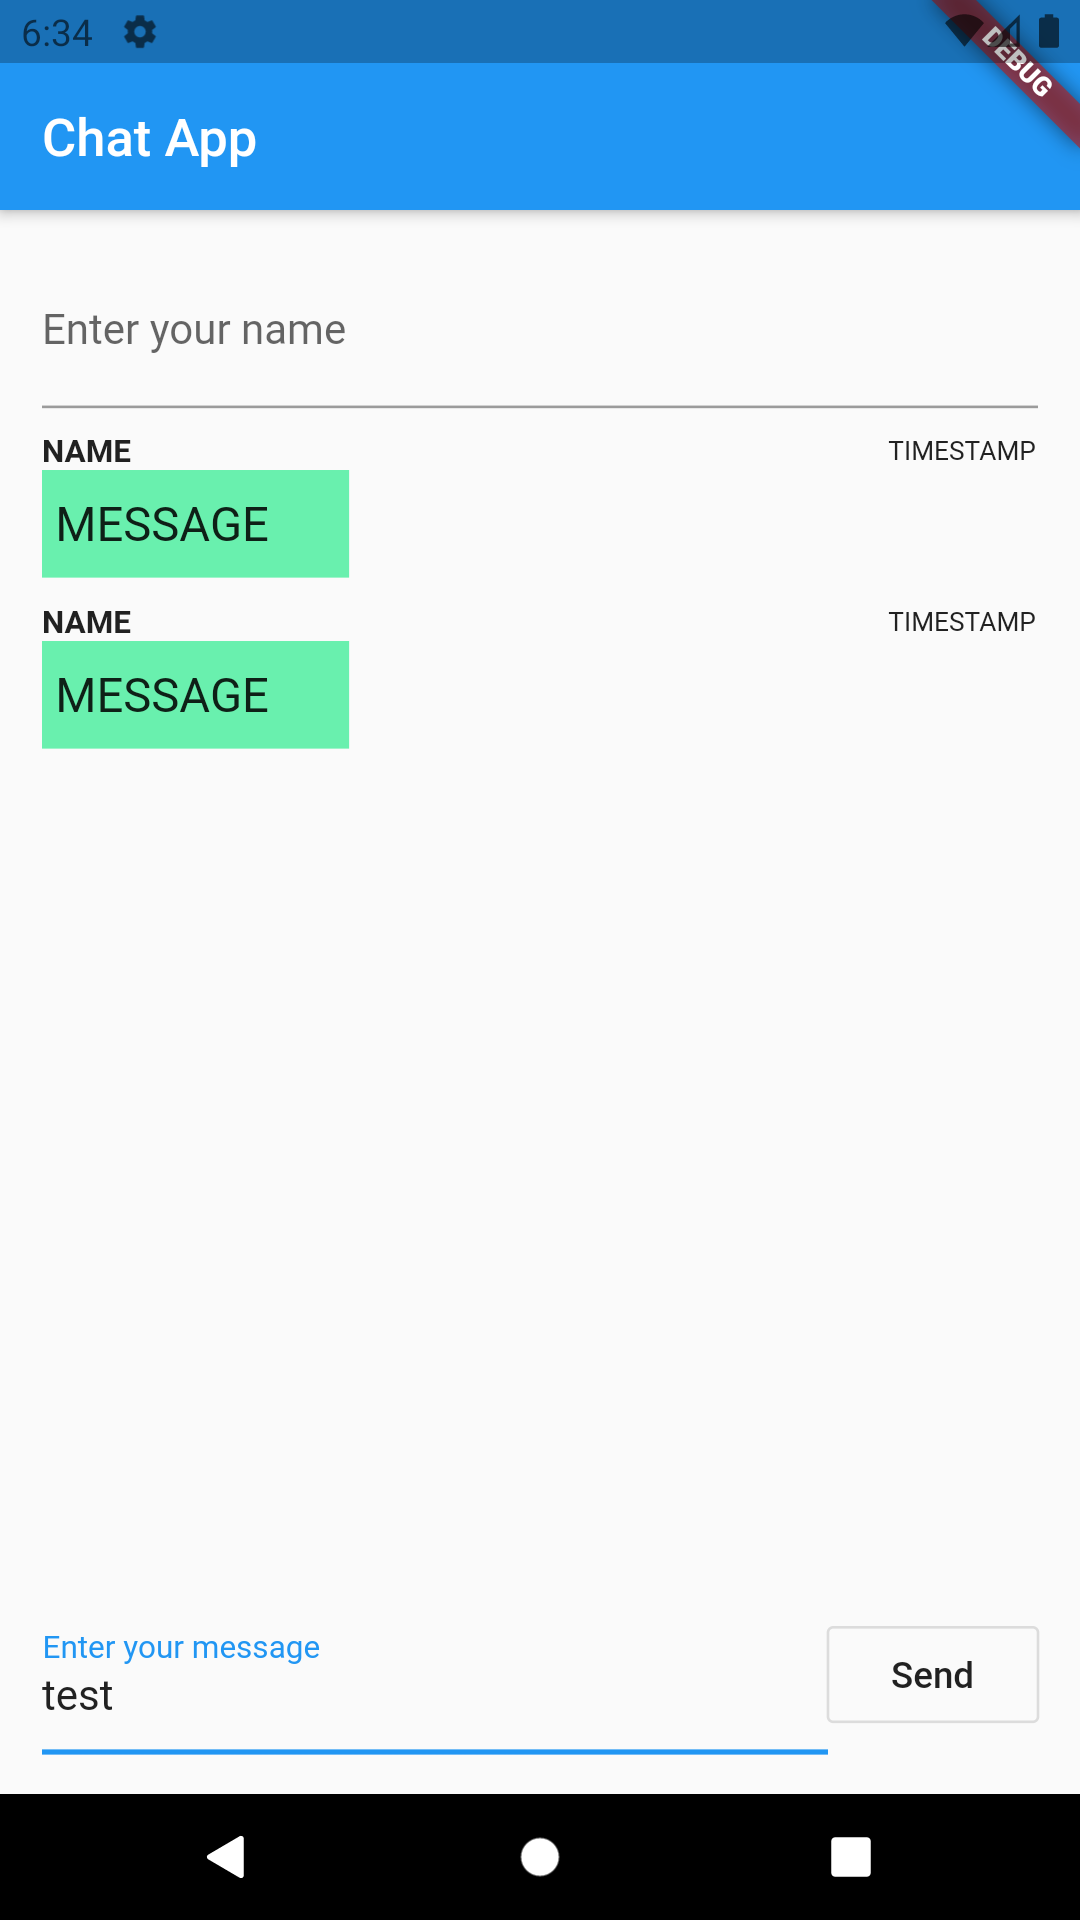 6:34
DEBUG
Chat App
Enter your name
NAME TIMESTAMP
MESSAGE
NAME TIMESTAMP
MESSAGE
Enter your message
test
Send